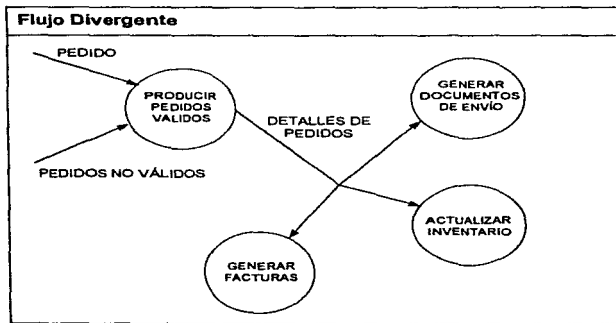 Flujo Divergente
PEDIDO
PRODUCIR
PEDIDOS
VALIDOS
PEDIDOS NO VÁLIDOS
DETALLES DE
PEDIDOS
GENERAR
DOCUMENTOS
DE ENVÍO
ACTUALIZAR
INVENTARIO
GENERAR
FACTURAS